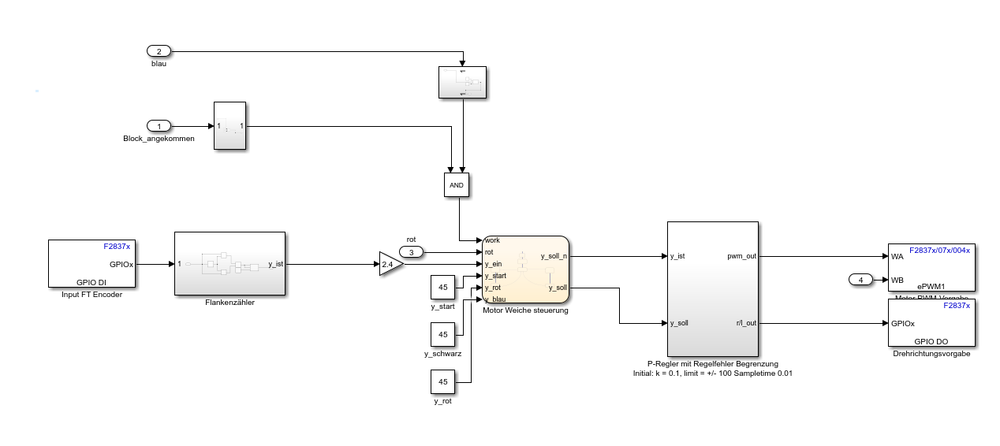 2
blau
1
Block_angekommen
1
1
AND
F2837x
GPIOx
GPIO DI
Input FT Encoder
1
y_ist
Flankenzähler
2.4
rot
3
work
rot
y_ein
y_start
y_rot
y_blau
y_soll_n
y_soll
Motor Weiche steuerung
45
y_start
45
y_schwarz
45
y_rot
y_ist
y_soll
pwm_out
r/l_out
P-Regler mit Regelfehler Begrenzung
Initial: k = 0.1, limit = +/- 100 Sampletime 0.01
4
F2837x/07x/004x
WA
WB
ePWM1
Motor PWM Vorgabe
F2837x
GPIOx
GPIO DO
Drehrichtungsvorgabe